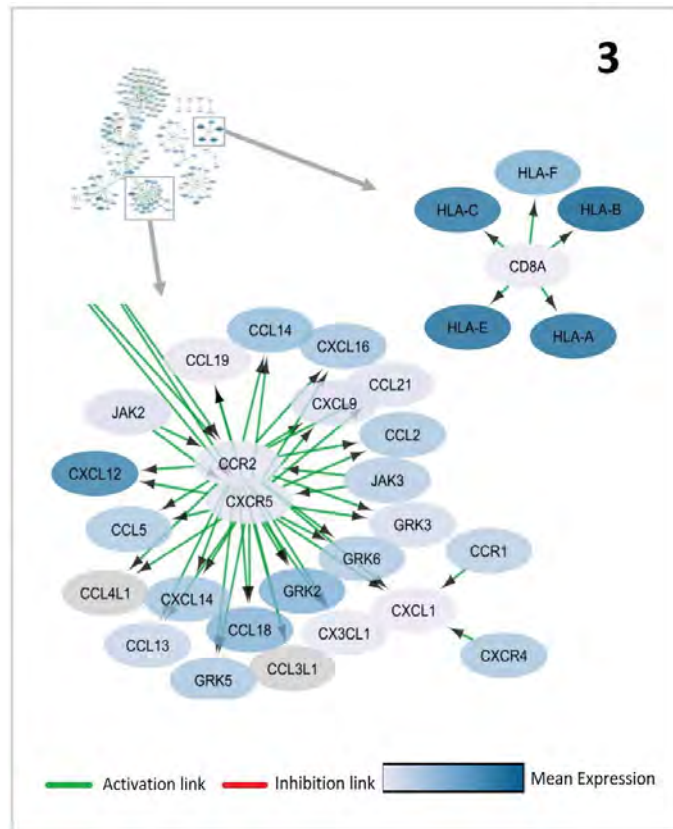 3
HLA-F
HLA-C
HLA-B
CD8A
HLA-E
HLA-A
CCL14
CXCL16
CCL19
CCL21
CXCL9
JAK2
CCL2
CCR2
CXCL12
JAK3
CXCR5
CCL5
GRK3
GRK6
CCR1
CCL4L1
CXCL14
GRK2
CXCL1
CCL18
CX3CL1
CCL13
CXCR4
CCL3L1
GRK5
Activation link
Inhibition link
Mean Expression